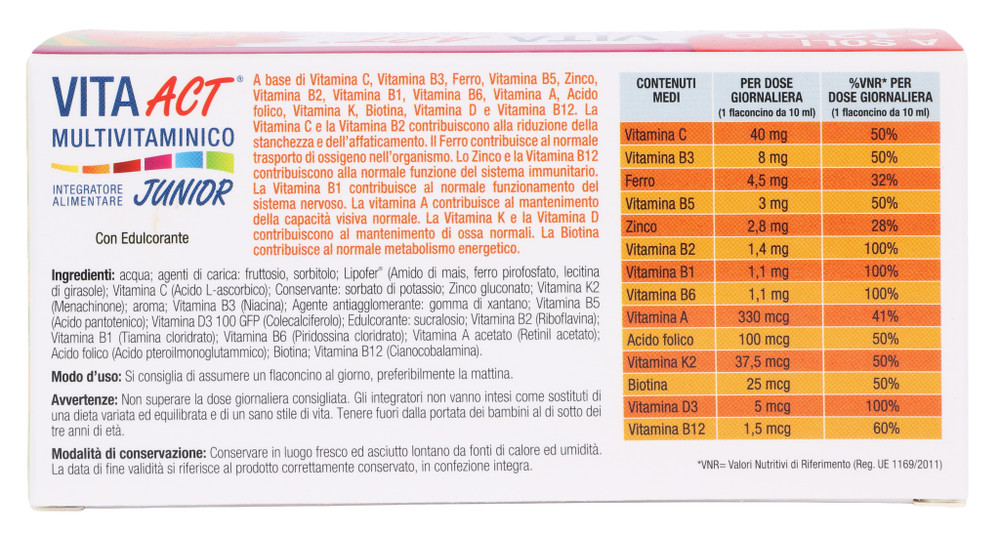 A SOLI
VITA ACT®
MULTIVITAMINICO
INTEGRATORE
ALIMENTARE JUNIOR
Con Edulcorante
A base di Vitamina C, Vitamina B3, Ferro, Vitamina B5, Zinco,
Vitamina B2, Vitamina B1, Vitamina B6, Vitamina A, Acido
folico, Vitamina K, Biotina, Vitamina D e Vitamina B12. La
Vitamina C e la Vitamina B2 contribuiscono alla riduzione della
stanchezza e dell'affaticamento. Il Ferro contribuisce al normale
trasporto di ossigeno nell'organismo. Lo Zinco e la Vitamina B12
contribuiscono alla normale funzione del sistema immunitario.
La Vitamina B1 contribuisce al normale funzionamento del
sistema nervoso. La vitamina A contribuisce al mantenimento
della capacità visiva normale. La Vitamina K e la Vitamina D
contribuiscono al mantenimento di ossa normali. La Biotina
contribuisce al normale metabolismo energetico.
Ingredienti: acqua; agenti di carica: fruttosio, sorbitolo; Lipofer® (Amido di mais, ferro pirofosfato, lecitina
di girasole); Vitamina C (Acido L-ascorbico); Conservante: sorbato di potassio; Zinco gluconato; Vitamina K2
(Menachinone); aroma; Vitamina B3 (Niacina); Agente antiagglomerante: gomma di xantano; Vitamina B5
(Acido pantotenico); Vitamina D3 100 GFP (Colecalciferolo); Edulcorante: sucralosio; Vitamina B2 (Riboflavina);
Vitamina B1 (Tiamina cloridrato); Vitamina B6 (Piridossina cloridrato); Vitamina A acetato (Retinil acetato);
Acido folico (Acido pteroilmonoglutammico); Biotina; Vitamina B12 (Cianocobalamina).
Modo d'uso: Si consiglia di assumere un flaconcino al giorno, preferibilmente la mattina.
Avvertenze: Non superare la dose giornaliera consigliata. Gli integratori non vanno intesi come sostituti di
una dieta variata ed equilibrata e di un sano stile di vita. Tenere fuori dalla portata dei bambini al di sotto dei
tre anni di età.
Modalità di conservazione: Conservare in luogo fresco ed asciutto lontano da fonti di calore ed umidità.
La data di fine validità si riferisce al prodotto correttamente conservato, in confezione integra.
CONTENUTI MEDI PER DOSE GIORNALIERA (1 flaconcino da 10 ml) %VNR* PER DOSE GIORNALIERA (1 flaconcino da 10 ml)
Vitamina C 40 mg 50%
Vitamina B3 8 mg 50%
Ferro 4,5 mg 32%
Vitamina B5 3 mg 50%
Zinco 2,8 mg 28%
Vitamina B2 1,4 mg 100%
Vitamina B1 1,1 mg 100%
Vitamina B6 1,1 mg 100%
Vitamina A 330 mcg 41%
Acido folico 100 mcg 50%
Vitamina K2 37,5 mcg 50%
Biotina 25 mcg 50%
Vitamina D3 5 mcg 100%
Vitamina B12 1,5 mcg 60%
*VNR= Valori Nutritivi di Riferimento (Reg. UE 1169/2011)